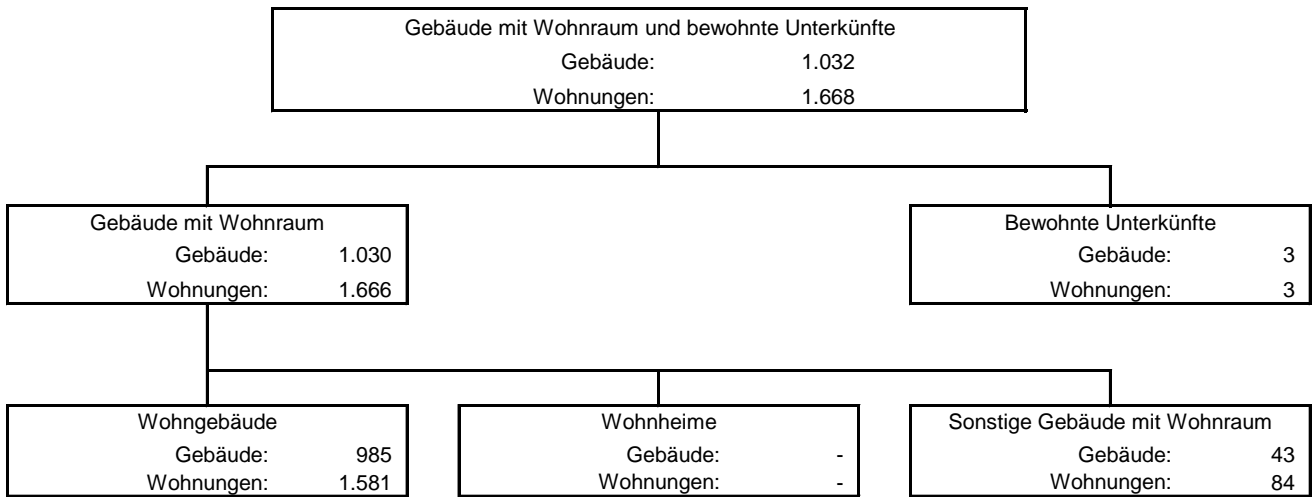 Gebäude mit Wohnraum und bewohnte Unterkünfte
Gebäude: 1.032
Wohnungen: 1.668
Gebäude mit Wohnraum
Gebäude: 1.030
Wohnungen: 1.666
Bewohnte Unterkünfte
Gebäude: 3
Wohnungen: 3
Wohngebäude
Gebäude: 985
Wohnungen: 1.581
Wohnheime
Gebäude: -
Wohnungen: -
Sonstige Gebäude mit Wohnraum
Gebäude: 43
Wohnungen: 84